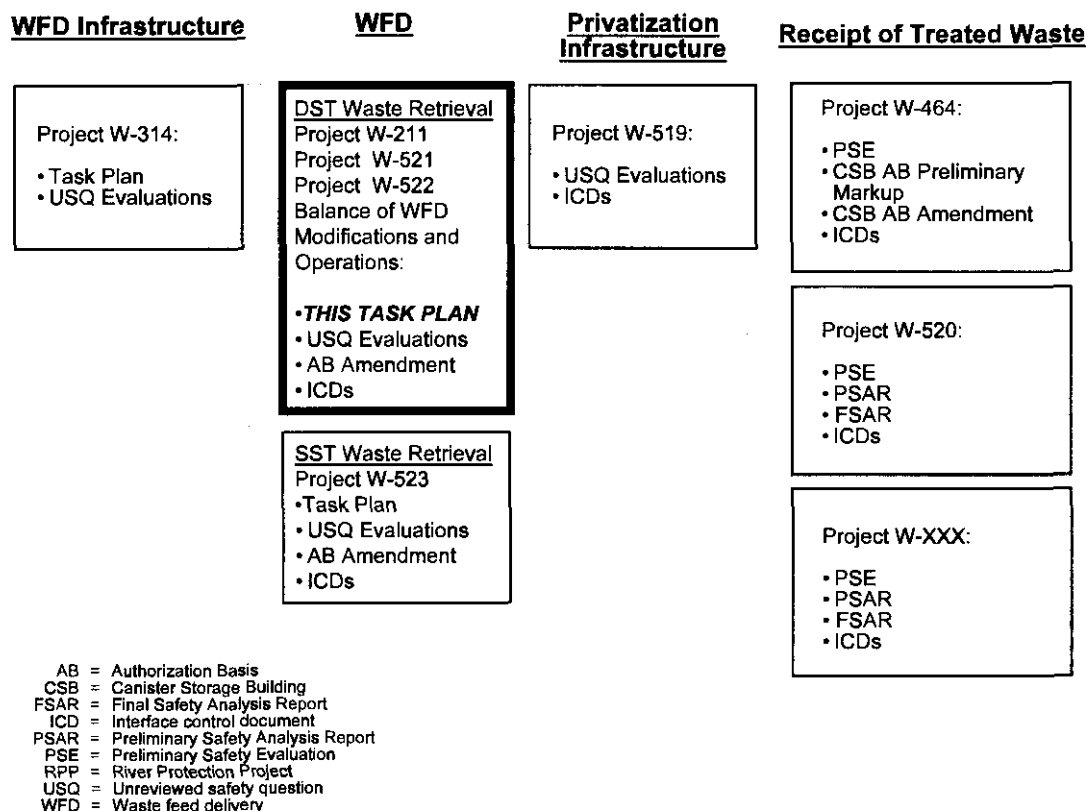 WFD Infrastructure
Project W-314:
• Task Plan
• USQ Evaluations
WFD
DST Waste Retrieval
Project W-211
Project W-521
Project W-522
Balance of WFD
Modifications and
Operations:
•THIS TASK PLAN
• USQ Evaluations
• AB Amendment
• ICDs
SST Waste Retrieval
Project W-523
•Task Plan
• USQ Evaluations
• AB Amendment
• ICDs
Privatization
Infrastructure
Project W-519:
• USQ Evaluations
• ICDs
Receipt of Treated Waste
Project W-464:
• PSE
• CSB AB Preliminary
Markup
• CSB AB Amendment
• ICDs
Project W-520:
• PSE
• PSAR
• FSAR
• ICDs
Project W-XXX:
• PSE
• PSAR
• FSAR
• ICDs
AB = Authorization Basis
CSB = Canister Storage Building
FSAR = Final Safety Analysis Report
ICD = Interface control document
PSAR = Preliminary Safety Analysis Report
PSE = Preliminary Safety Evaluation
RPP = River Protection Project
USQ = Unreviewed safety question
WFD = Waste feed delivery